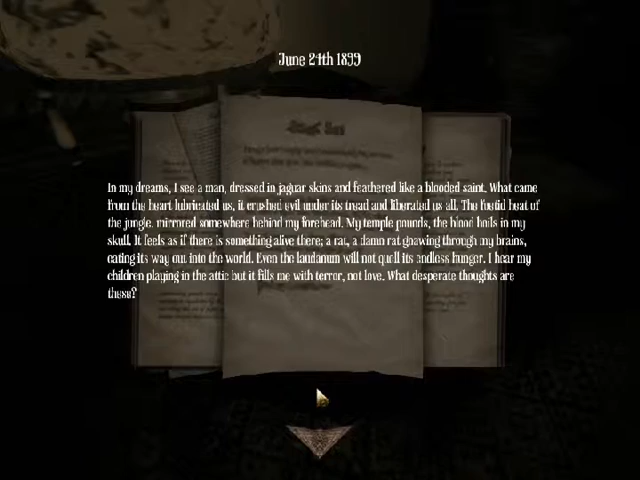 June 24th 1899
In my dreams, I see a man, dressed in jaguar skins and feathered like a blooded saint. What came
from the heart lubricated us, it crushed evil under its tread and liberated us all. The foetid heat of
the jungle, mirrored somewhere behind my forehead. My temple pounds, the blood boils in my
skull. It feels as if there is something alive there; a rat, a damn rat gnawing through my brains,
eating its way out into the world. Even the laudanum will not quell its endless hunger. I hear my
children playing in the attic but it fills me with terror, not love. What desperate thoughts are
these?